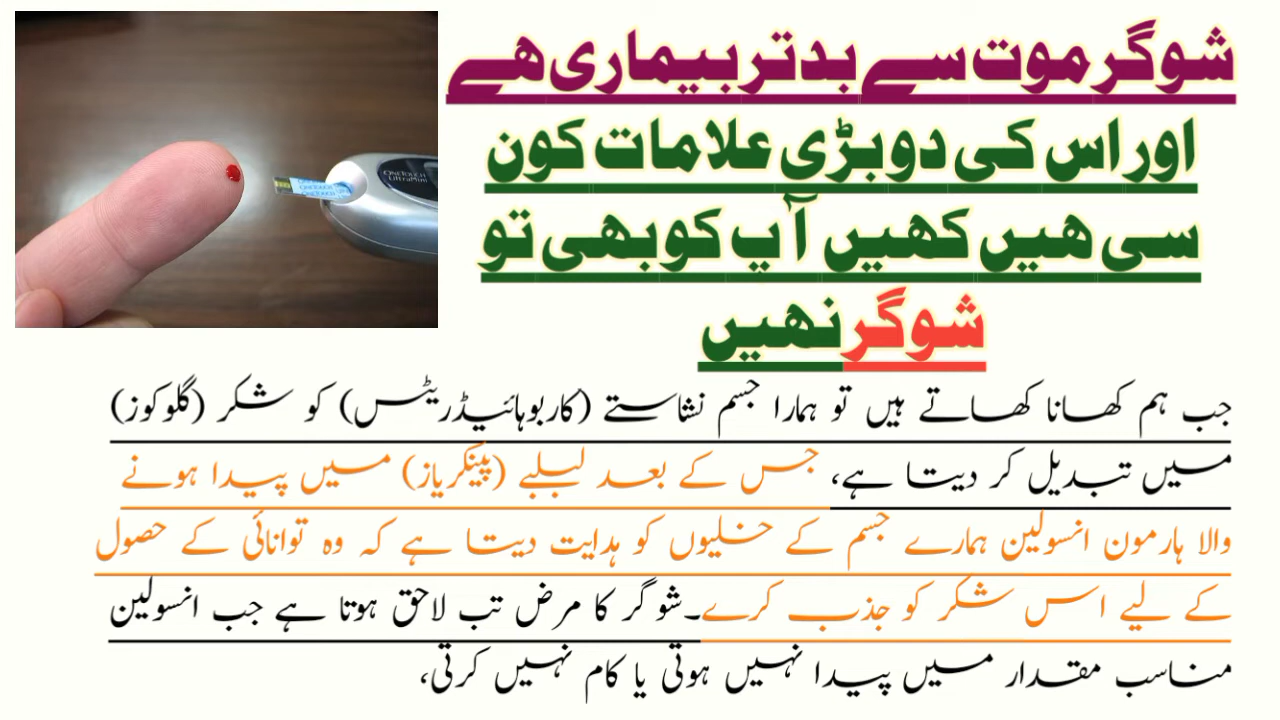 شوگر موت سے بدتر بیماری ھے
اور اس کی دو بڑی علامات کون
سی ھیں کھیں آپ کو بھی تو
شوگر نھیں
ONETOUCH
UltraMini
جب ہم کھانا کھاتے ہیں تو ہمارا جسم نشاستے (کاربوہائیڈریٹس) کو شکر (گلوکوز)
میں تبدیل کر دیتا ہے، جس کے بعد لبلبے (پینکریاز) میں پیدا ہونے
والا ہارمون انسولین ہمارے جسم کے خلیوں کو ہدایت دیتا ہے کہ وہ توانائی کے حصول
کے لیے اس شکر کو جذب کرے۔شوگر کا مرض تب لاحق ہوتا ہے جب انسولین
مناسب مقدار میں پیدا نہیں ہوتی یا کام نہیں کرتی،